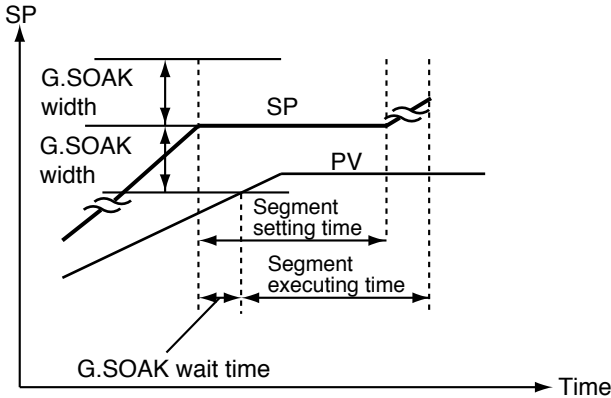 SP
G.SOAK
width
SP
G.SOAK
width
PV
Segment
setting time
Segment
executing time
G.SOAK wait time
Time